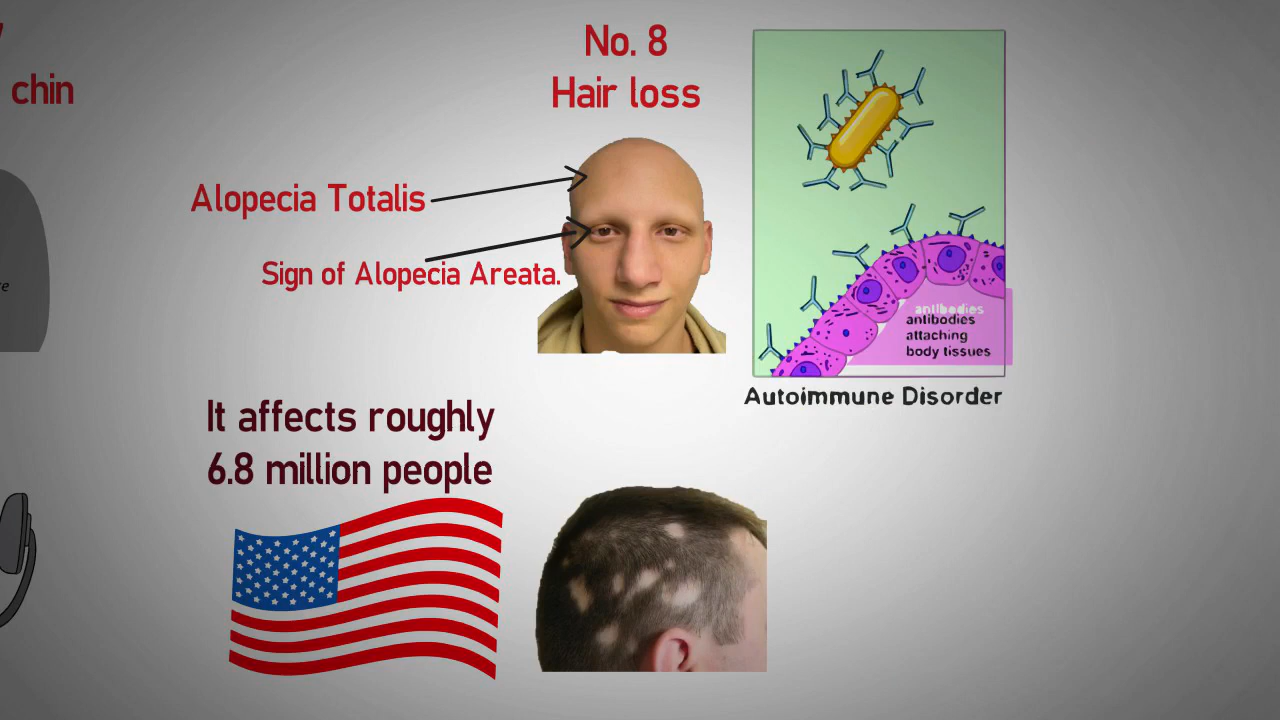 chin
No. 8
Hair loss
Alopecia Totalis
Sign of Alopecia Areata.
antibodies
antibodies
attaching
body tissues
Autoimmune Disorder
It affects roughly
6.8 million people